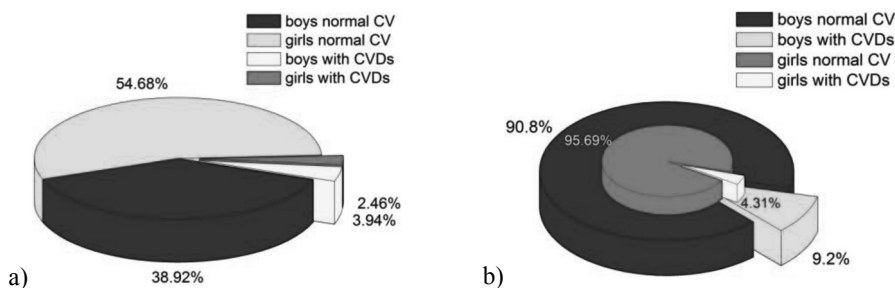 boys normal CV
girls normal CV
boys with CVDs
girls with CVDs
54.68%
2.46%
3.94%
38.92%
a)
boys normal CV
boys with CVDs
girls normal CV
girls with CVDs
90.8%
95.69%
4.31%
9.2%
b)